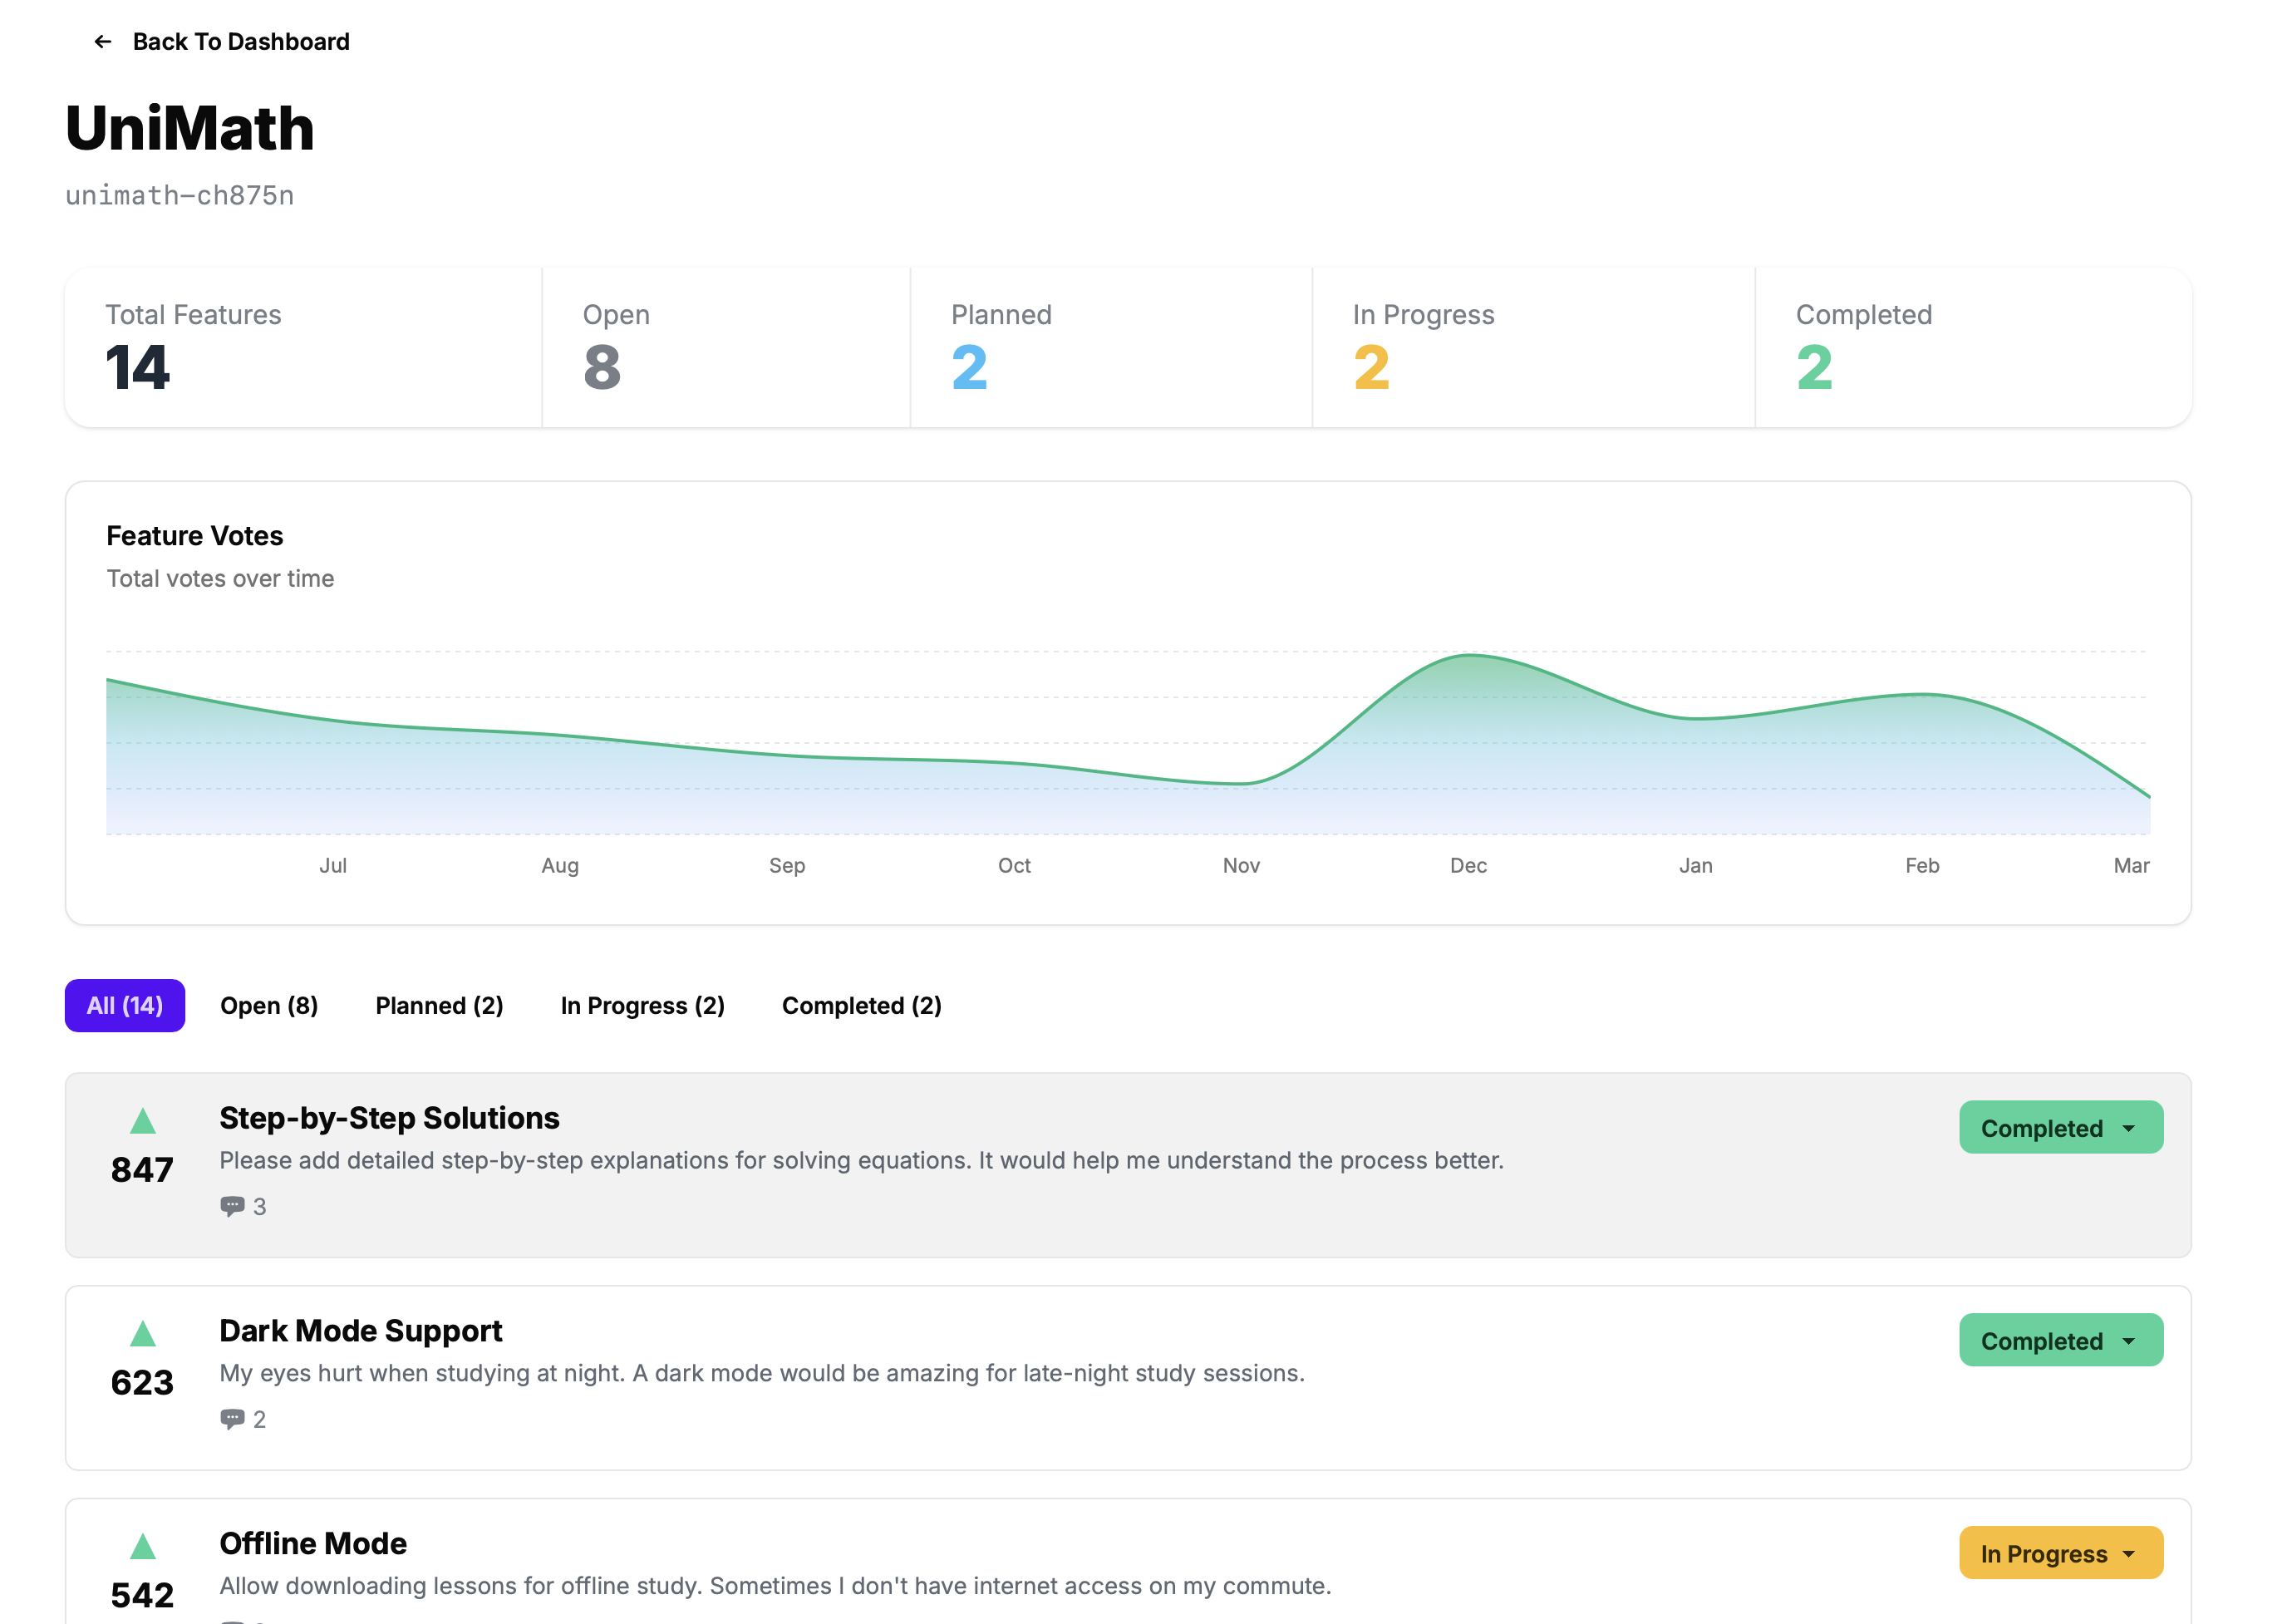 Back To Dashboard
UniMath
unimath-ch875n
Total Features
14
Open
8
Planned
2
In Progress
2
Completed
2
Feature Votes
Total votes over time
Jul Aug Sep Oct Nov Dec Jan Feb Mar
All (14) Open (8) Planned (2) In Progress (2) Completed (2)
847
Step-by-Step Solutions
Please add detailed step-by-step explanations for solving equations. It would help me understand the process better.
3
Completed
623
Dark Mode Support
My eyes hurt when studying at night. A dark mode would be amazing for late-night study sessions.
2
Completed
542
Offline Mode
Allow downloading lessons for offline study. Sometimes I don't have internet access on my commute.
In Progress